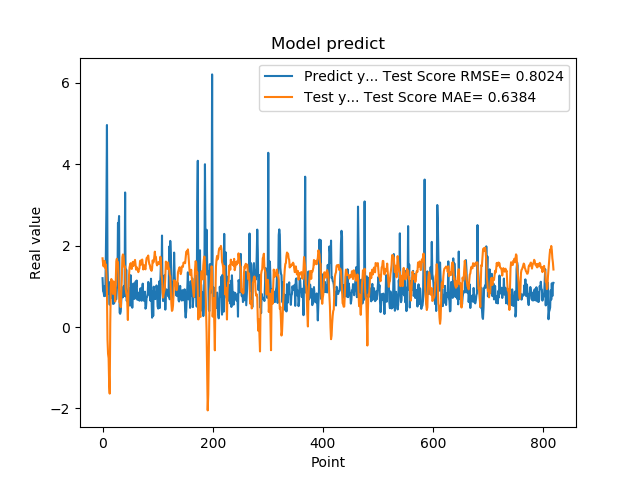 Model predict
Predict y... Test Score RMSE= 0.8024
Test y... Test Score MAE= 0.6384
Real value
6
4
2
0
−2
0 200 400 600 800
Point